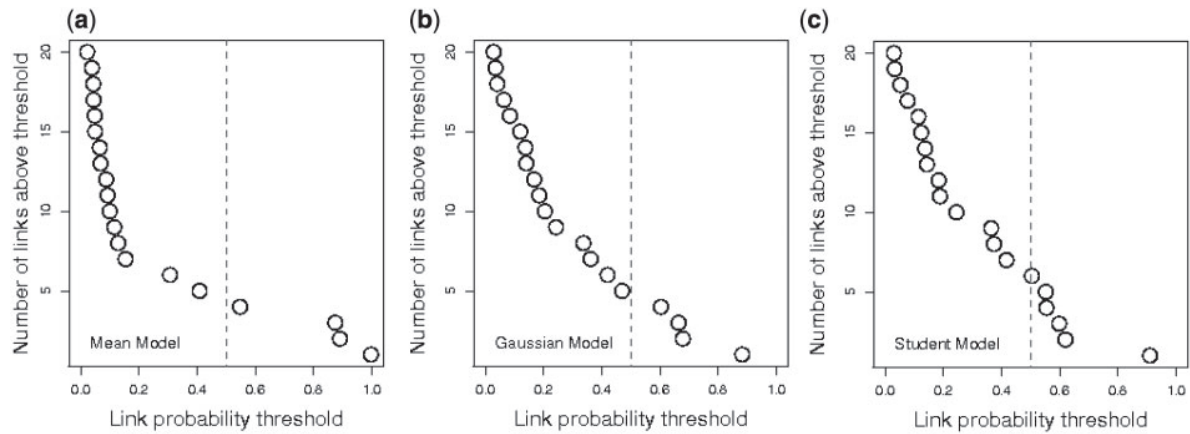 (a)
Number of links above threshold
20
15
10
5
Mean Model
0.0 0.2 0.4 0.6 0.8 1.0
Link probability threshold
(b)
Number of links above threshold
20
15
10
5
Gaussian Model
0.0 0.2 0.4 0.6 0.8 1.0
Link probability threshold
(c)
Number of links above threshold
20
15
10
5
Student Model
0.0 0.2 0.4 0.6 0.8 1.0
Link probability threshold